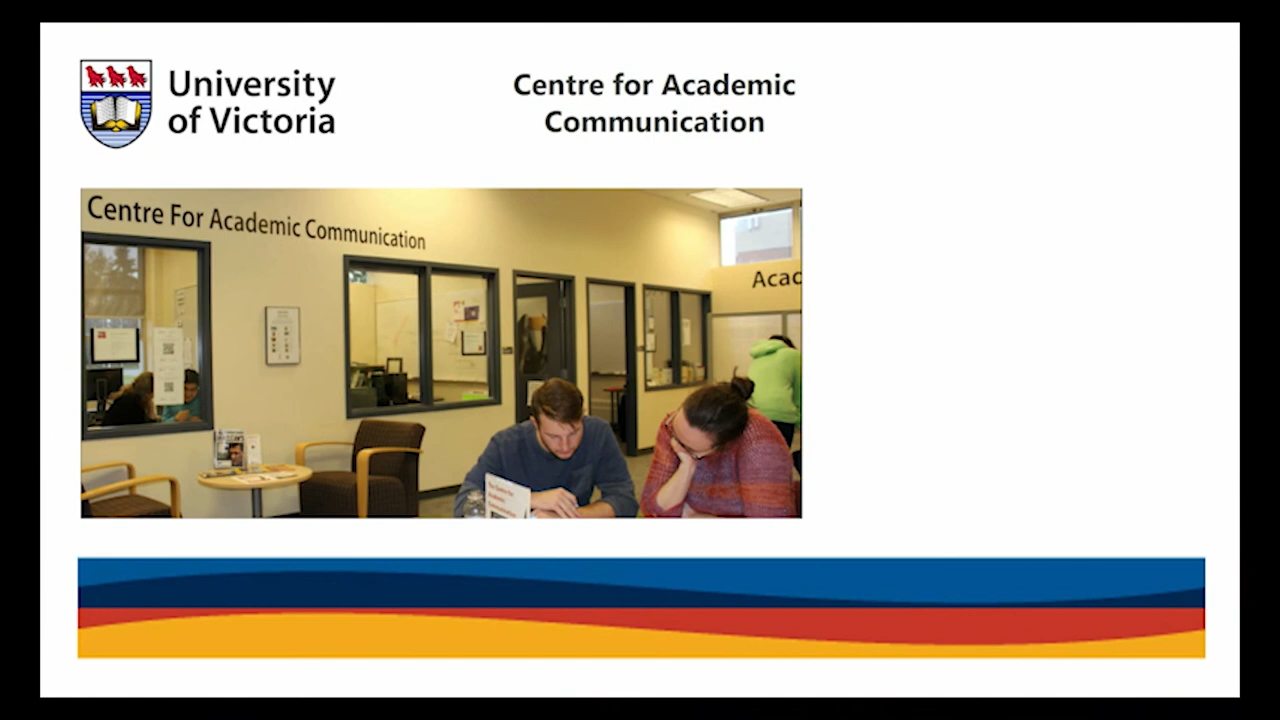 University
of Victoria
Centre for Academic
Communication
Centre For Academic Communication
Acad